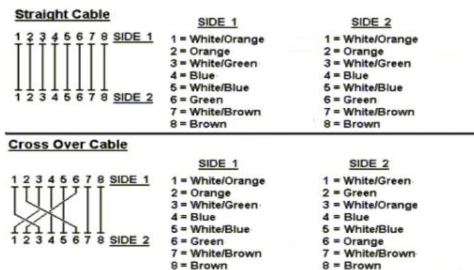 Straight Cable
SIDE 1 SIDE 2
1 2 3 4 5 6 7 8 SIDE 1
1 = White/Orange 1 = White/Orange
2 = Orange 2 = Orange
3 = White/Green 3 = White/Green
4 = Blue 4 = Blue
5 = White/Blue 5 = White/Blue
6 = Green 6 = Green
7 = White/Brown 7 = White/Brown
8 = Brown 8 = Brown
1 2 3 4 5 6 7 8 SIDE 2
Cross Over Cable
SIDE 1 SIDE 2
1 2 3 4 5 6 7 8 SIDE 1
1 = White/Orange 1 = White/Green
2 = Orange 2 = Green
3 = White/Green 3 = White/Orange
4 = Blue 4 = Blue
5 = White/Blue 5 = White/Blue
6 = Green 6 = Orange
7 = White/Brown 7 = White/Brown
8 = Brown 8 = Brown
1 2 3 4 5 6 7 8 SIDE 2